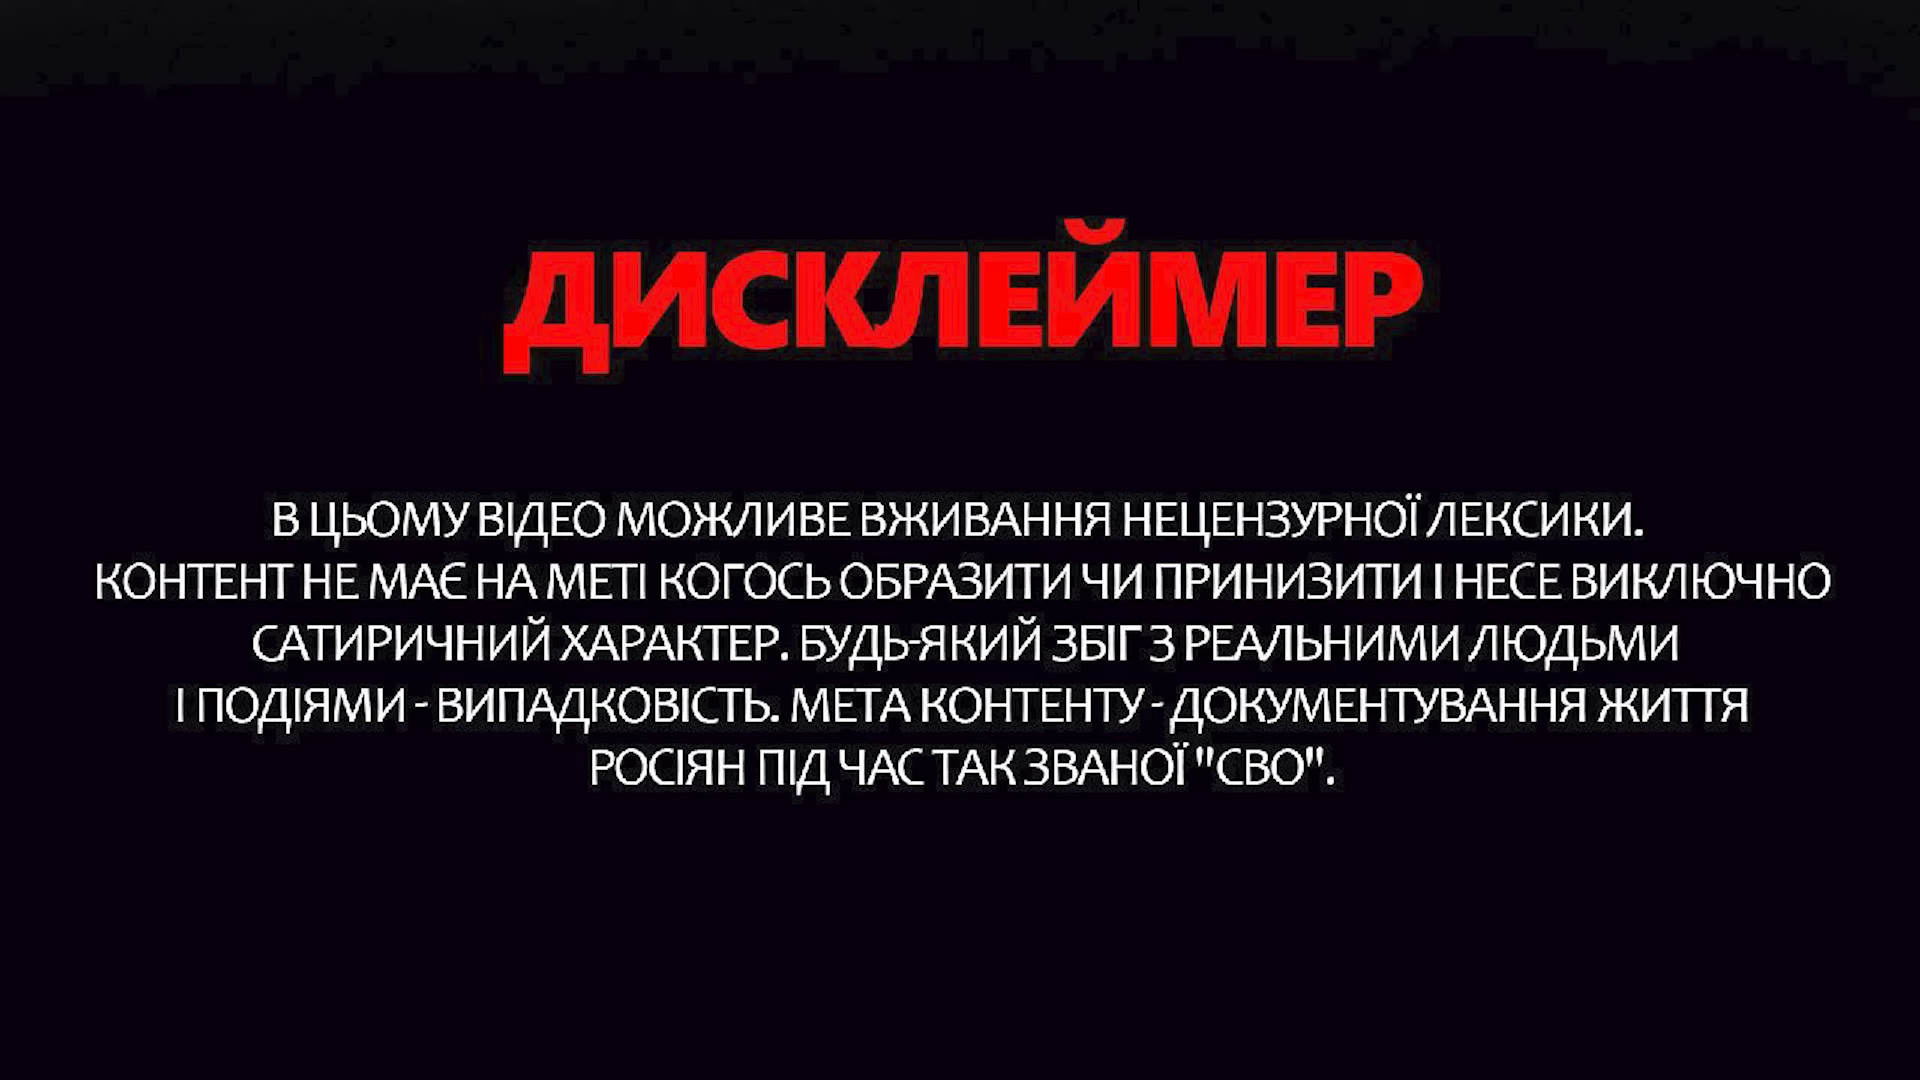 ДИСКЛЕЙМЕР
В ЦЬОМУ ВІДЕО МОЖЛИВЕ ВЖИВАННЯ НЕЦЕНЗУРНОЇ ЛЕКСИКИ.
КОНТЕНТ НЕ МАЄ НА МЕТІ КОГОСЬ ОБРАЗИТИ ЧИ ПРИНИЗИТИ І НЕСЕ ВИКЛЮЧНО
САТИРИЧНИЙ ХАРАКТЕР. БУДЬ-ЯКИЙ ЗБІГ З РЕАЛЬНИМИ ЛЮДЬМИ
І ПОДІЯМИ - ВИПАДКОВІСТЬ. МЕТА КОНТЕНТУ - ДОКУМЕНТУВАННЯ ЖИТТЯ
РОСІЯН ПІД ЧАС ТАК ЗВАНОЇ "СВО".